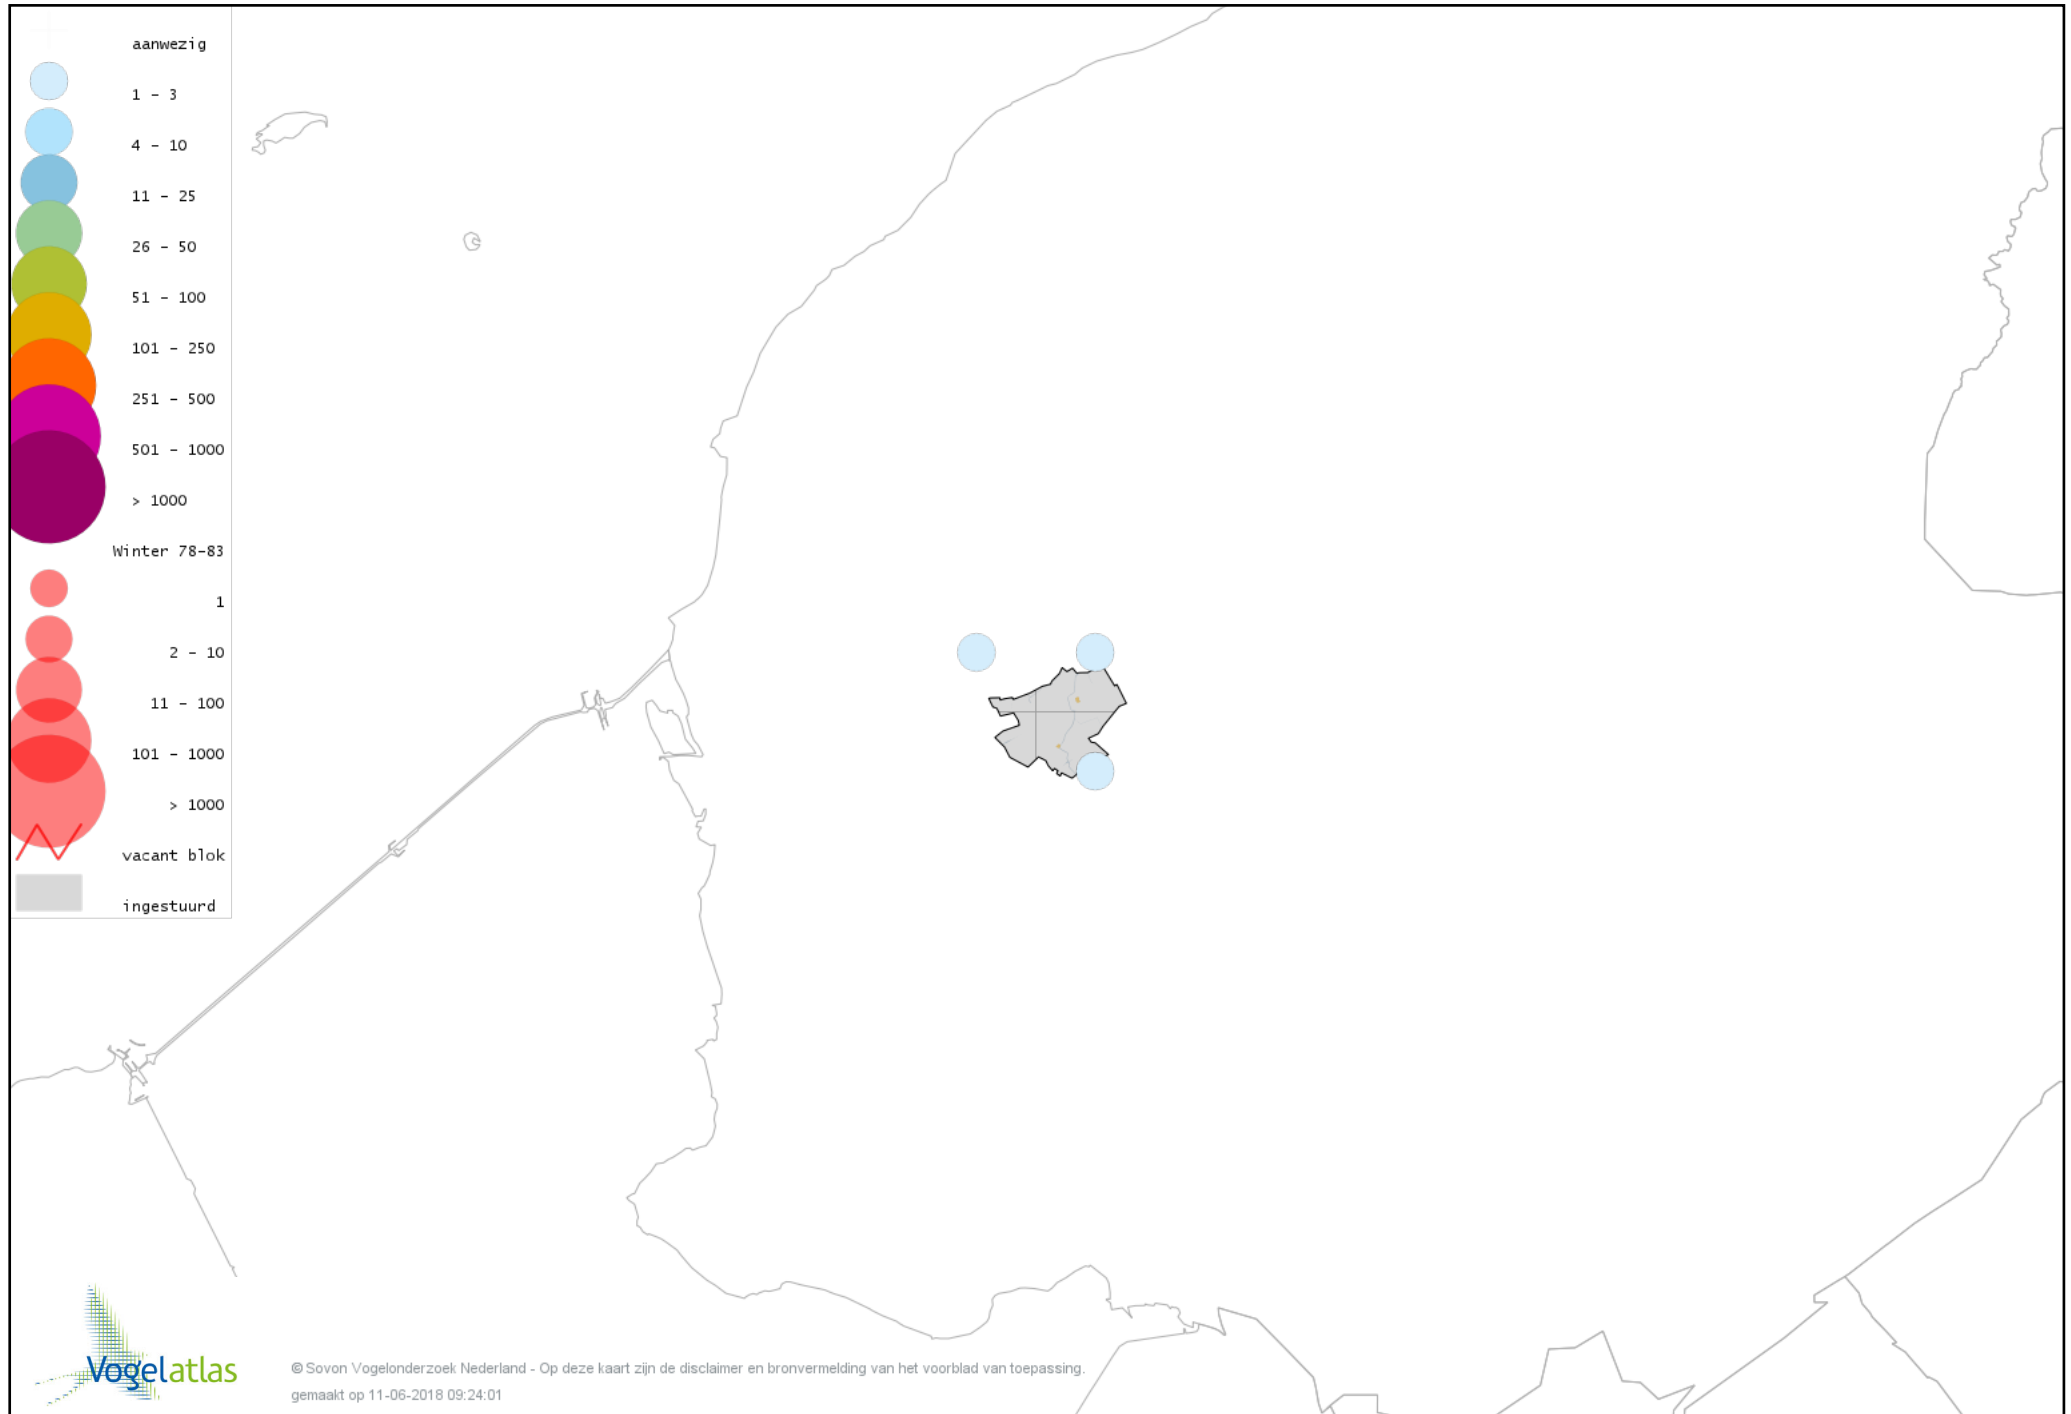 aanwezig
1 - 3
4 - 10
11 - 25
26 - 50
51 - 100
101 - 250
251 - 500
501 - 1000
> 1000
Winter 78-83
1
2 - 10
11 - 100
101 - 1000
> 1000
vacant blok
ingestuurd
Vogelatlas
© Sovon Vogelonderzoek Nederland - Op deze kaart zijn de disclaimer en bronvermelding van het voorblad van toepassing.
gemaakt op 11-06-2018 09:24:01